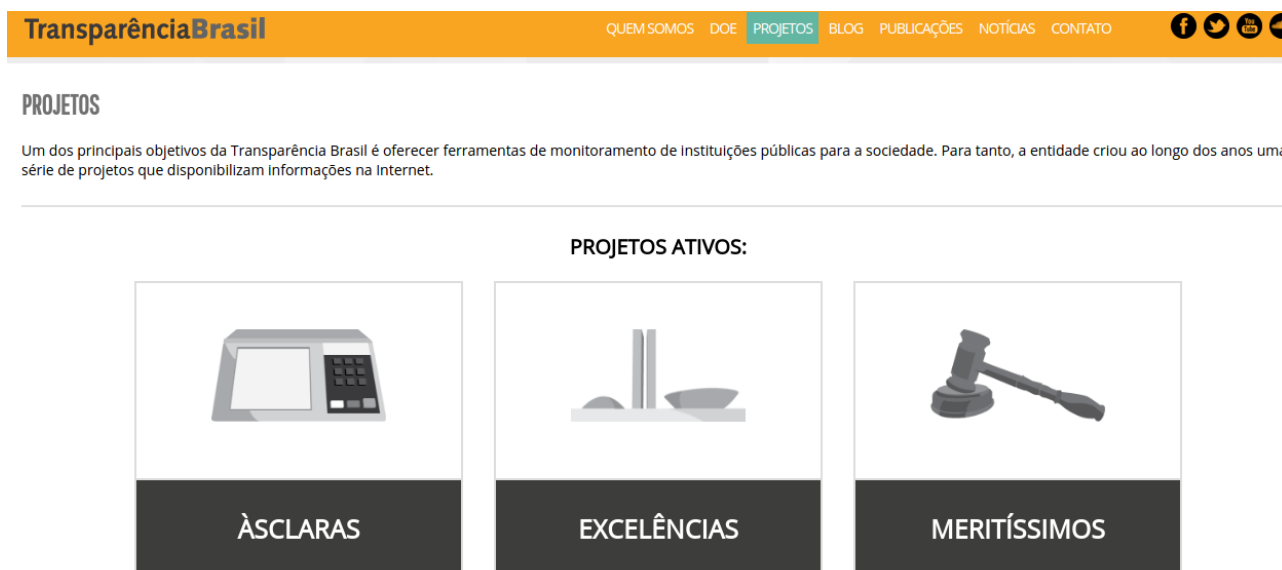 TransparênciaBrasil
QUEM SOMOS DOE PROJETOS BLOG PUBLICAÇÕES NOTÍCIAS CONTATO
You
Tube
PROJETOS
Um dos principais objetivos da Transparência Brasil é oferecer ferramentas de monitoramento de instituições públicas para a sociedade. Para tanto, a entidade criou ao longo dos anos uma
série de projetos que disponibilizam informações na Internet.
PROJETOS ATIVOS:
ÀSCLARAS EXCELÊNCIAS MERITÍSSIMOS